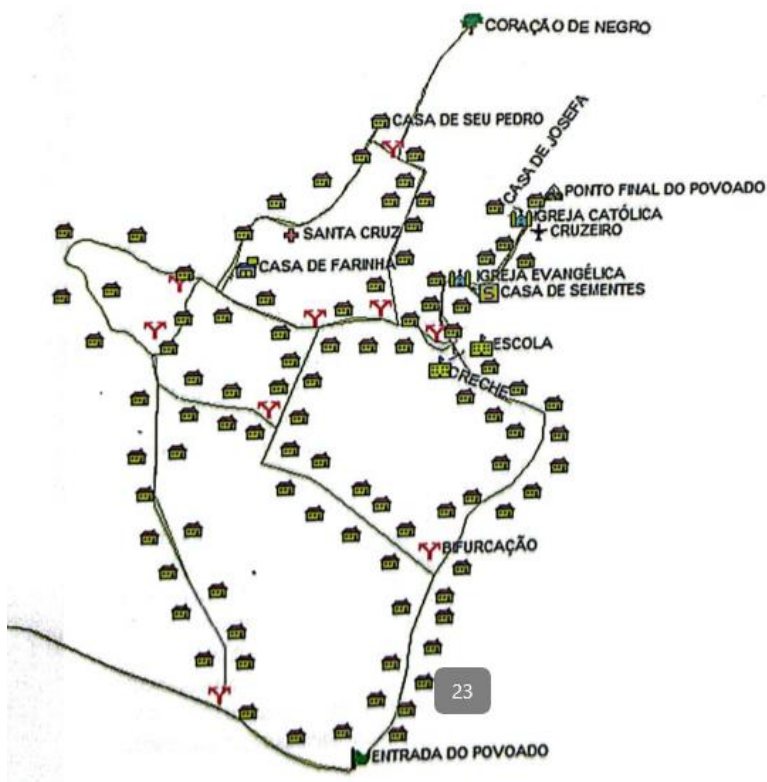 CORAÇÃO DE NEGRO
CASA DE SEU PEDRO
CASA DE JOSEFA
PONTO FINAL DO POVOADO
IGREJA CATÓLICA
CRUZEIRO
SANTA CRUZ
CASA DE FARINHA
IGREJA EVANGÉLICA
S
CASA DE SEMENTES
ESCOLA
CRECHE
BIFURCAÇÃO
23
ENTRADA DO POVOADO